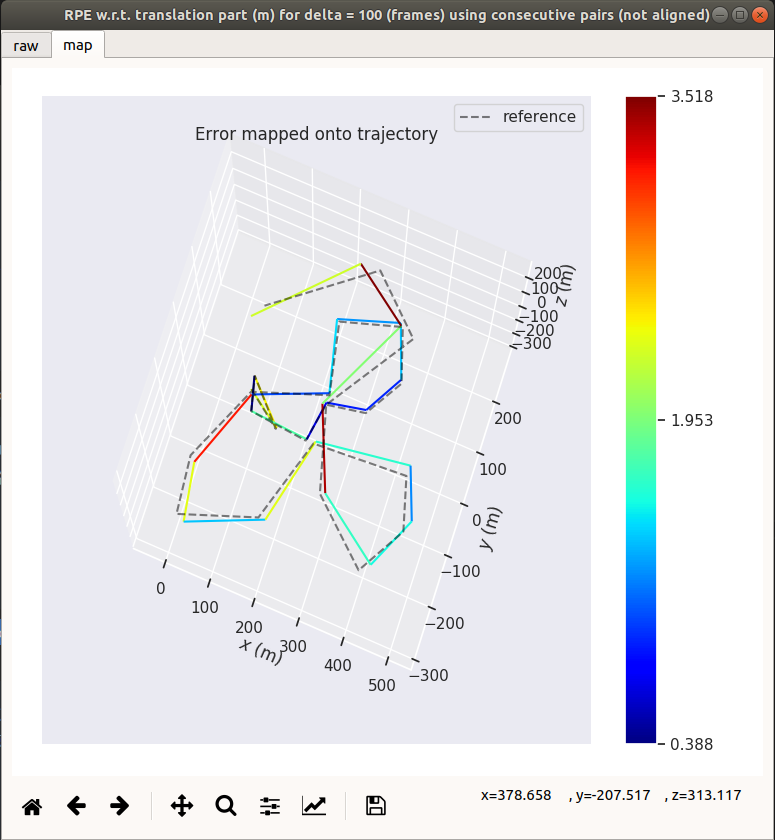 RPE w.r.t. translation part (m) for delta = 100 (frames) using consecutive pairs (not aligned)
raw map
reference
Error mapped onto trajectory
3.518
1.953
0.388
200
100
0
−100
−200
−300
z (m)
200
100
0
−100
−200
−300
y (m)
0
100
200
300
400
500
x (m)
x=378.658 , y=-207.517 , z=313.117